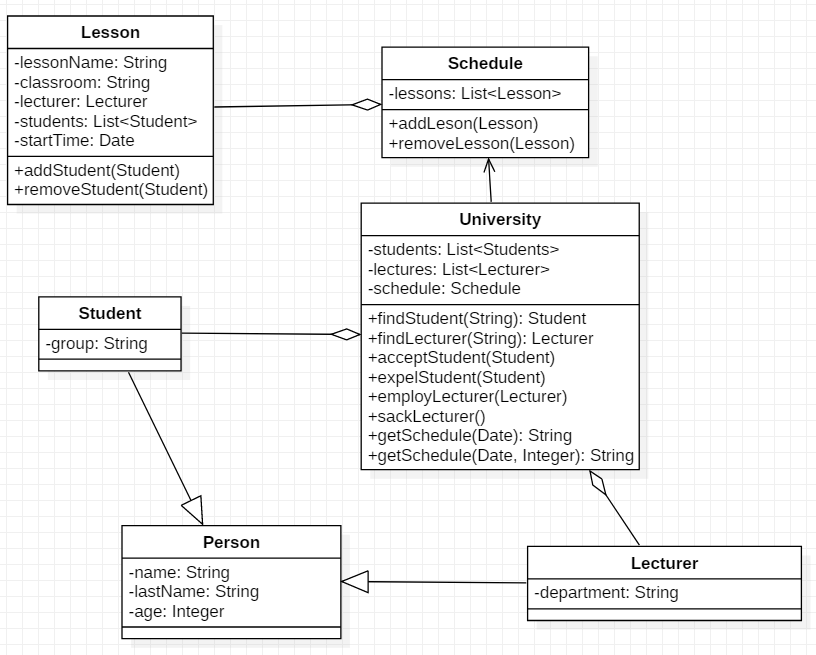 Lesson
-lessonName: String
-classroom: String
-lecturer: Lecturer
-students: List<Student>
-startTime: Date
+addStudent(Student)
+removeStudent(Student)
Schedule
-lessons: List<Lesson>
+addLeson(Lesson)
+removeLesson(Lesson)
University
-students: List<Students>
-lectures: List<Lecturer>
-schedule: Schedule
+findStudent(String): Student
+findLecturer(String): Lecturer
+acceptStudent(Student)
+expelStudent(Student)
+employLecturer(Lecturer)
+sackLecturer()
+getSchedule(Date): String
+getSchedule(Date, Integer): String
Student
-group: String
Person
-name: String
-lastName: String
-age: Integer
Lecturer
-department: String